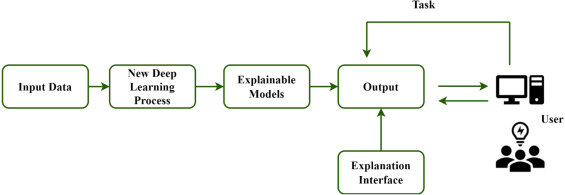 Task
Input Data
New Deep
Learning
Process
Explainable
Models
Output
User
Explanation
Interface